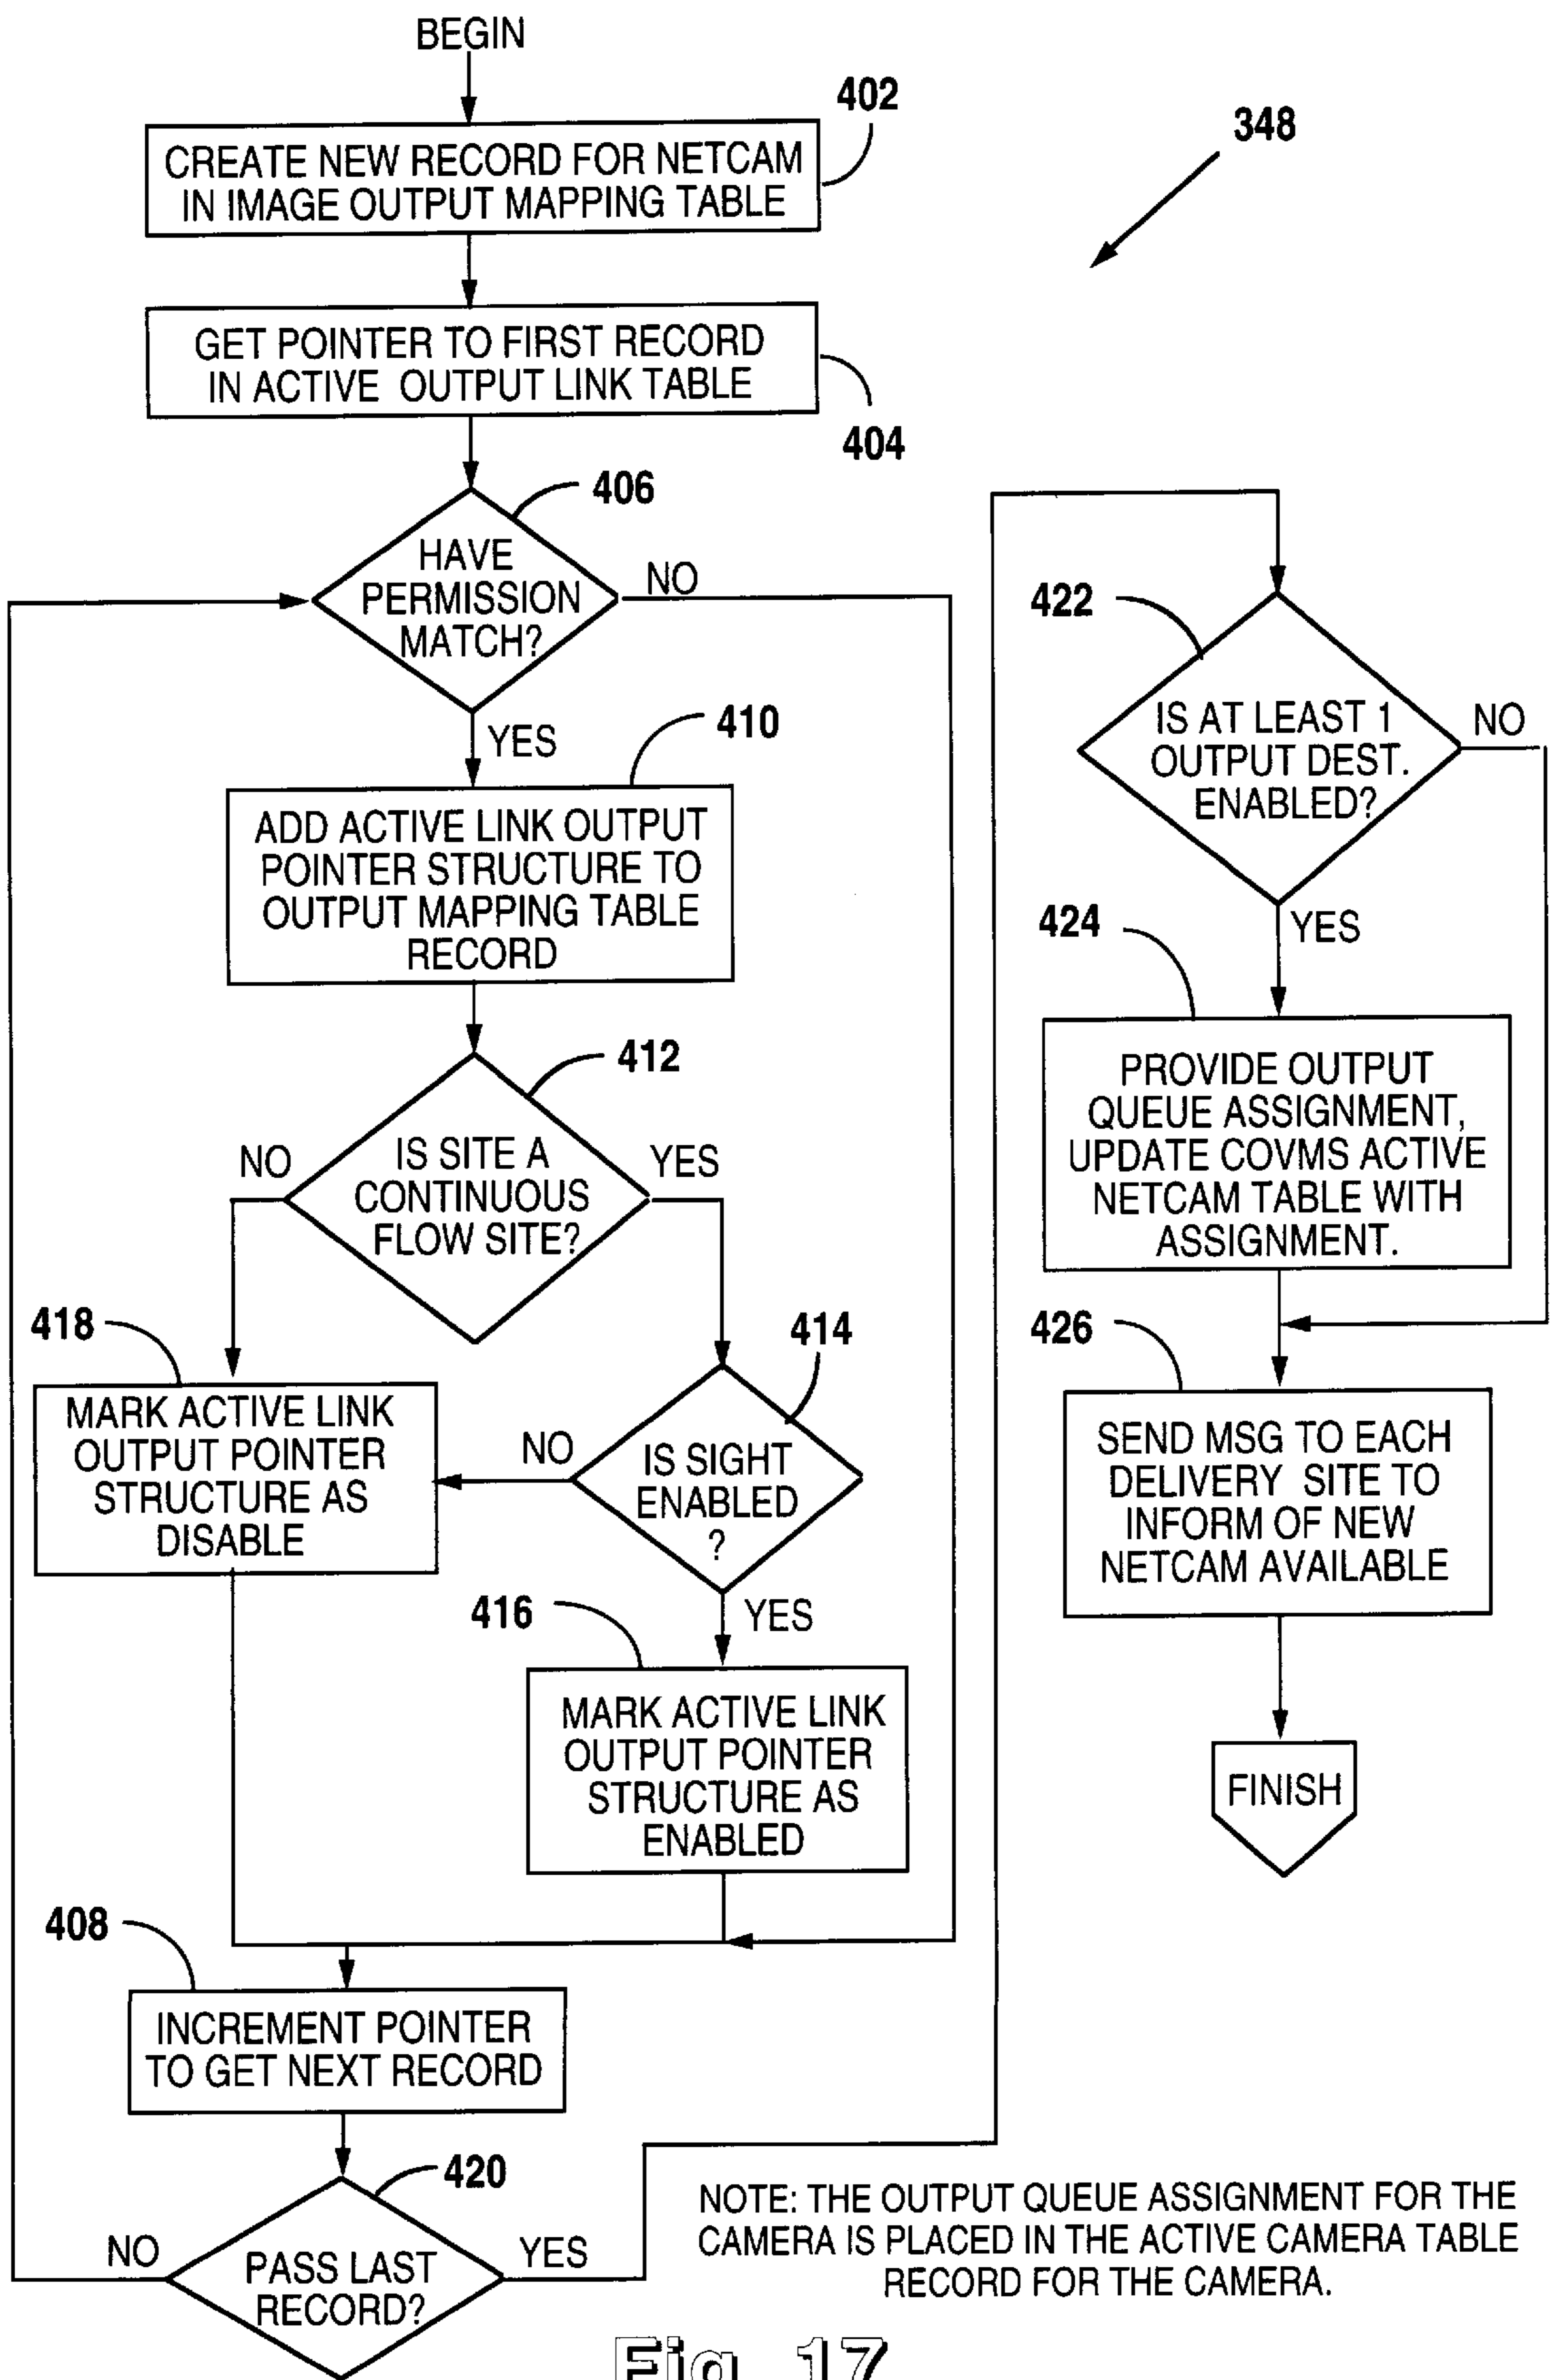 BEGIN
402
CREATE NEW RECORD FOR NETCAM
IN IMAGE OUTPUT MAPPING TABLE
348
GET POINTER TO FIRST RECORD
IN ACTIVE OUTPUT LINK TABLE
404
406
HAVE
PERMISSION
MATCH?
NO
YES
410
ADD ACTIVE LINK OUTPUT
POINTER STRUCTURE TO
OUTPUT MAPPING TABLE
RECORD
412
IS SITE A
CONTINUOUS
FLOW SITE?
NO
YES
418
MARK ACTIVE LINK
OUTPUT POINTER
STRUCTURE AS
DISABLE
414
IS SIGHT
ENABLED
?
NO
YES
416
MARK ACTIVE LINK
OUTPUT POINTER
STRUCTURE AS
ENABLED
408
INCREMENT POINTER
TO GET NEXT RECORD
420
PASS LAST
RECORD?
NO
YES
422
IS AT LEAST 1
OUTPUT DEST.
ENABLED?
NO
YES
424
PROVIDE OUTPUT
QUEUE ASSIGNMENT,
UPDATE COVMS ACTIVE
NETCAM TABLE WITH
ASSIGNMENT.
426
SEND MSG TO EACH
DELIVERY SITE TO
INFORM OF NEW
NETCAM AVAILABLE
FINISH
NOTE: THE OUTPUT QUEUE ASSIGNMENT FOR THE
CAMERA IS PLACED IN THE ACTIVE CAMERA TABLE
RECORD FOR THE CAMERA.
Fig. 17